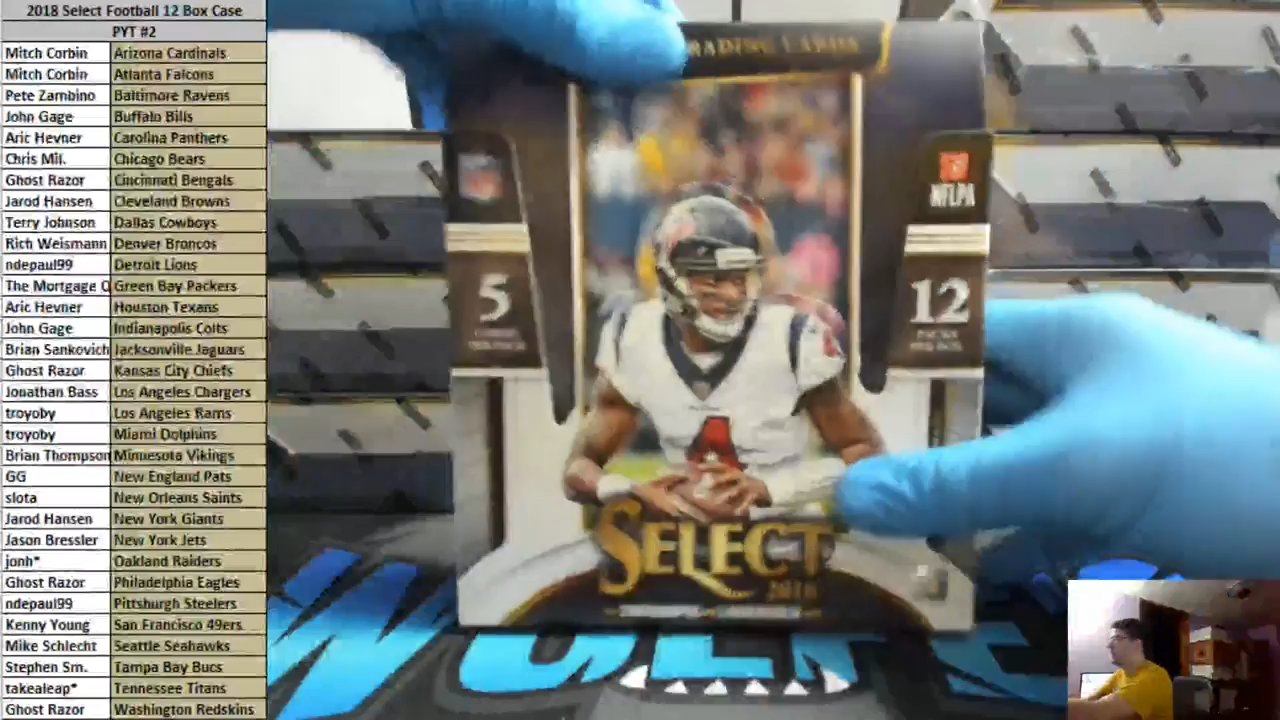 2018 Select Football 12 Box Case
PYT #2
Mitch Corbin Arizona Cardinals
Mitch Corbin Atlanta Falcons
Pete Zambino Baltimore Ravens
John Gage Buffalo Bills
Aric Hevner Carolina Panthers
Chris Mil. Chicago Bears
Ghost Razor Cincinnati Bengals
Jarod Hansen Cleveland Browns
Terry Johnson Dallas Cowboys
Rich Weismann Denver Broncos
ndepaul99 Detroit Lions
The Mortgage Green Bay Packers
Aric Hevner Houston Texans
John Gage Indianapolis Colts
Brian Sankovich Jacksonville Jaguars
Ghost Razor Kansas City Chiefs
Jonathan Bass Los Angeles Chargers
troyoby Los Angeles Rams
troyoby Miami Dolphins
Brian Thompson Minnesota Vikings
GG New England Pats
slota New Orleans Saints
Jarod Hansen New York Giants
Jason Bressler New York Jets
jonh* Oakland Raiders
Ghost Razor Philadelphia Eagles
ndepaul99 Pittsburgh Steelers
Kenny Young San Francisco 49ers
Mike Schlecht Seattle Seahawks
Stephen Sm. Tampa Bay Bucs
takealeap* Tennessee Titans
Ghost Razor Washington Redskins
TRADING CARDS
NFLPA
5
12
4
SELECT
2018